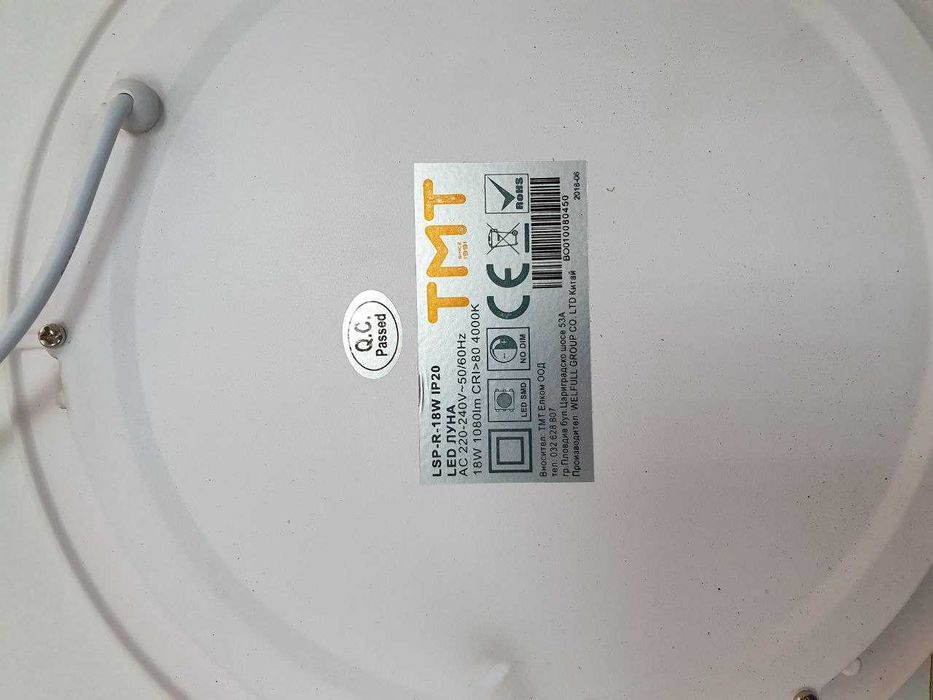 TMT
SINCE
1991
LSP-R-18W IP20
LED ЛУНА
AC 220-240V~50/60Hz
18W 1080lm CRI>80 4000K
LED SMD
NO DIM
CE
RoHS
Вносител: ТМТ Елком ООД
тел: 032 628 807
гр.Пловдив бул.Цариградско шосе 53А
Производител: WELFULL GROUP CO.,LTD Китай
BO010080450
2016-06
Q.C.
Passed